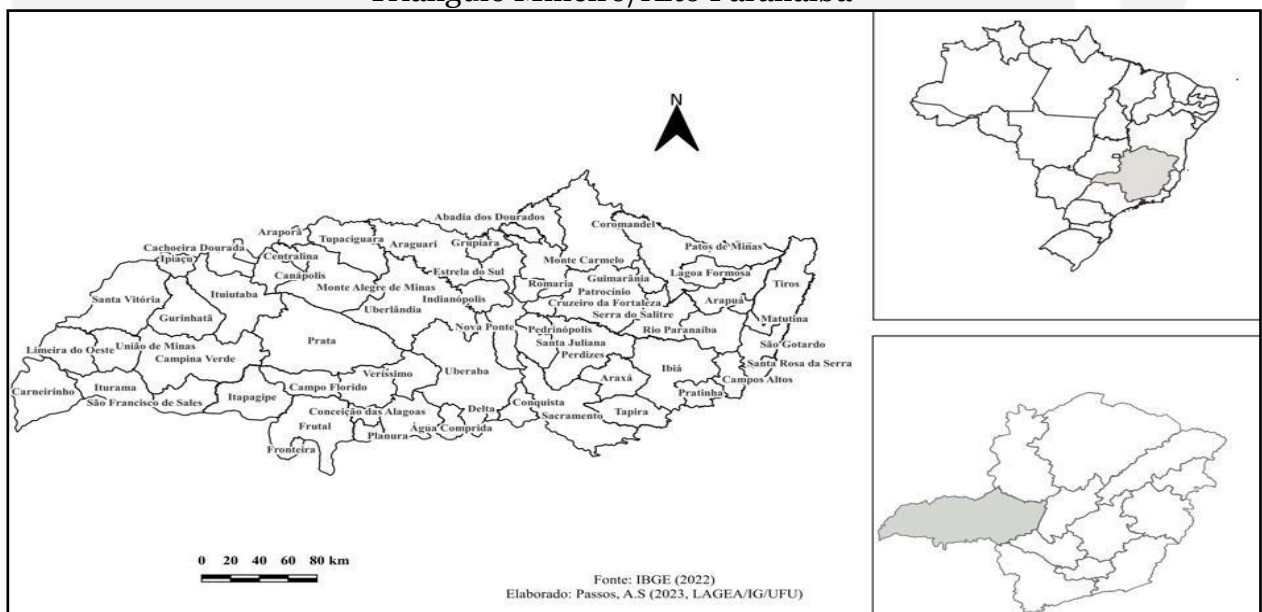 Triângulo Mineiro/Alto Paranaíba
N
Abadia dos Dourados
Coromandel
Araporã
Tupaciguara
Araguari
Grupiara
Patos de Minas
Cachoeira Dourada
Ipiaçu
Centralina
Monte Carmelo
Canápolis
Estrela do Sul
Guimarânia
Lagoa Formosa
Tiros
Santa Vitória
Ituiutaba
Monte Alegre de Minas
Indianópolis
Romaria
Patrocínio
Cruzeiro da Fortaleza
Arapuá
Gurinhatã
Uberlândia
Serra do Salitre
Matutina
Nova Ponte
Pedrinópolis
Rio Paranaíba
Limeira do Oeste
União de Minas
Prata
Santa Juliana
São Gotardo
Campina Verde
Perdizes
Ibiá
Santa Rosa da Serra
Veríssimo
Uberaba
Araxá
Campos Altos
Carneirinho
Iturama
Campo Florido
Pratinha
São Francisco de Sales
Itapagipe
Conceição das Alagoas
Delta
Conquista
Sacramento
Tapira
Frutal
Planura
Água Comprida
Fronteira
0 20 40 60 80 km
Fonte: IBGE (2022)
Elaborado: Passos, A.S (2023, LAGEA/IG/UFU)